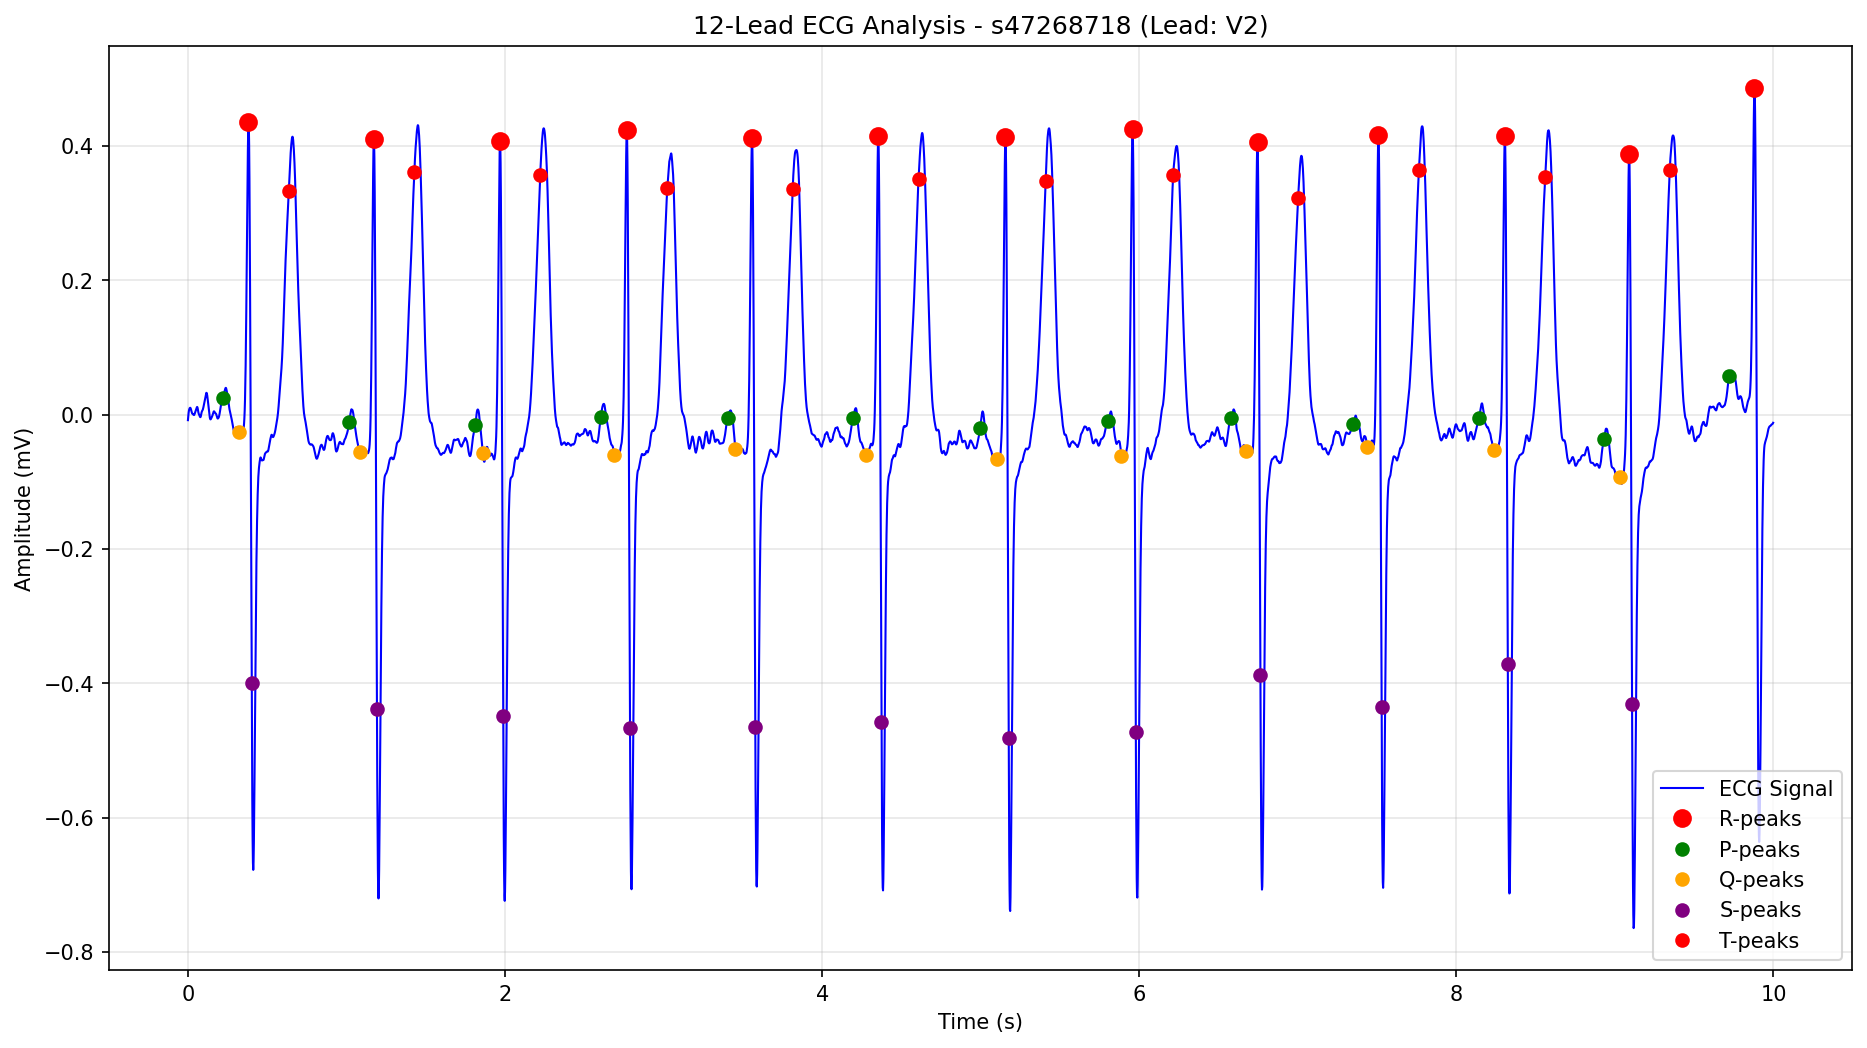 12-Lead ECG Analysis - s47268718 (Lead: V2)
Amplitude (mV)
0.4
0.2
0.0
−0.2
−0.4
−0.6
−0.8
0 2 4 6 8 10
Time (s)
ECG Signal
R-peaks
P-peaks
Q-peaks
S-peaks
T-peaks